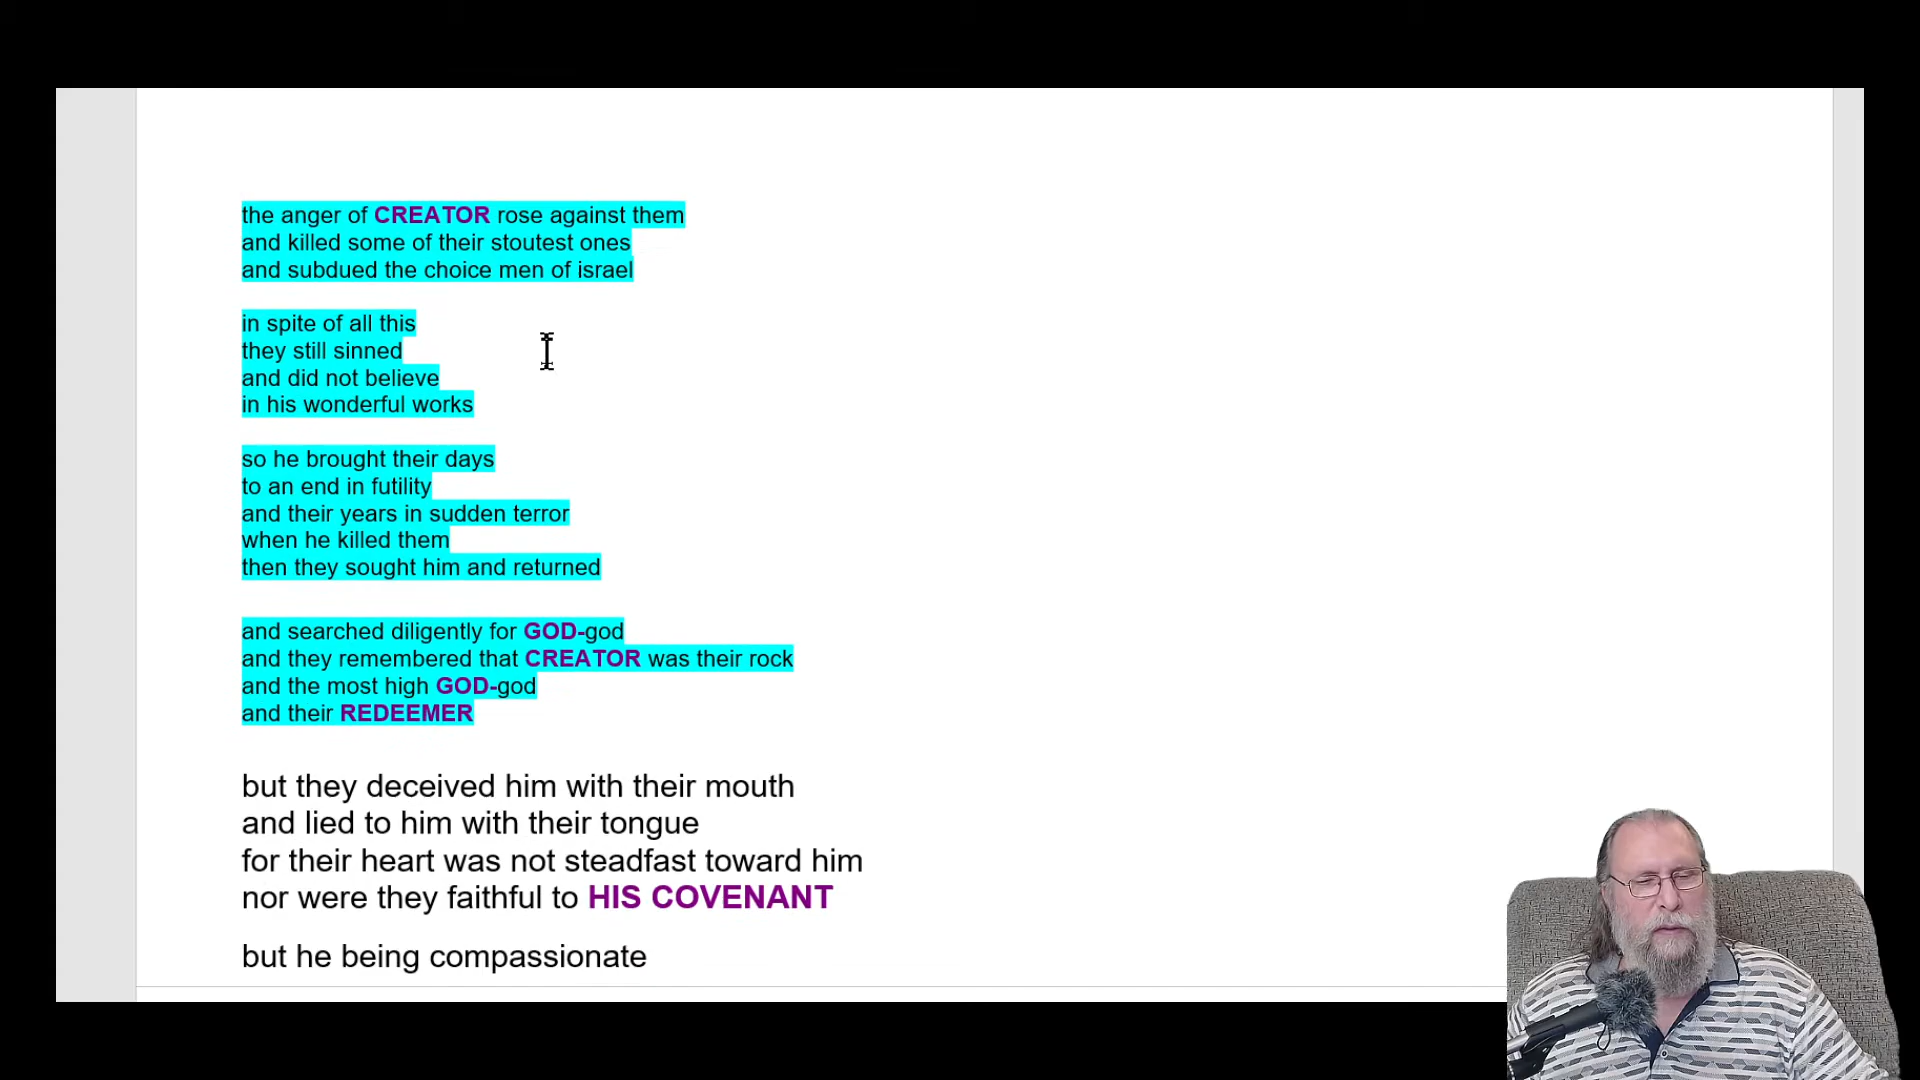 the anger of CREATOR rose against them
and killed some of their stoutest ones
and subdued the choice men of israel
in spite of all this
they still sinned
and did not believe
in his wonderful works
so he brought their days
to an end in futility
and their years in sudden terror
when he killed them
then they sought him and returned
and searched diligently for GOD-god
and they remembered that CREATOR was their rock
and the most high GOD-god
and their REDEEMER
but they deceived him with their mouth
and lied to him with their tongue
for their heart was not steadfast toward him
nor were they faithful to HIS COVENANT
but he being compassionate